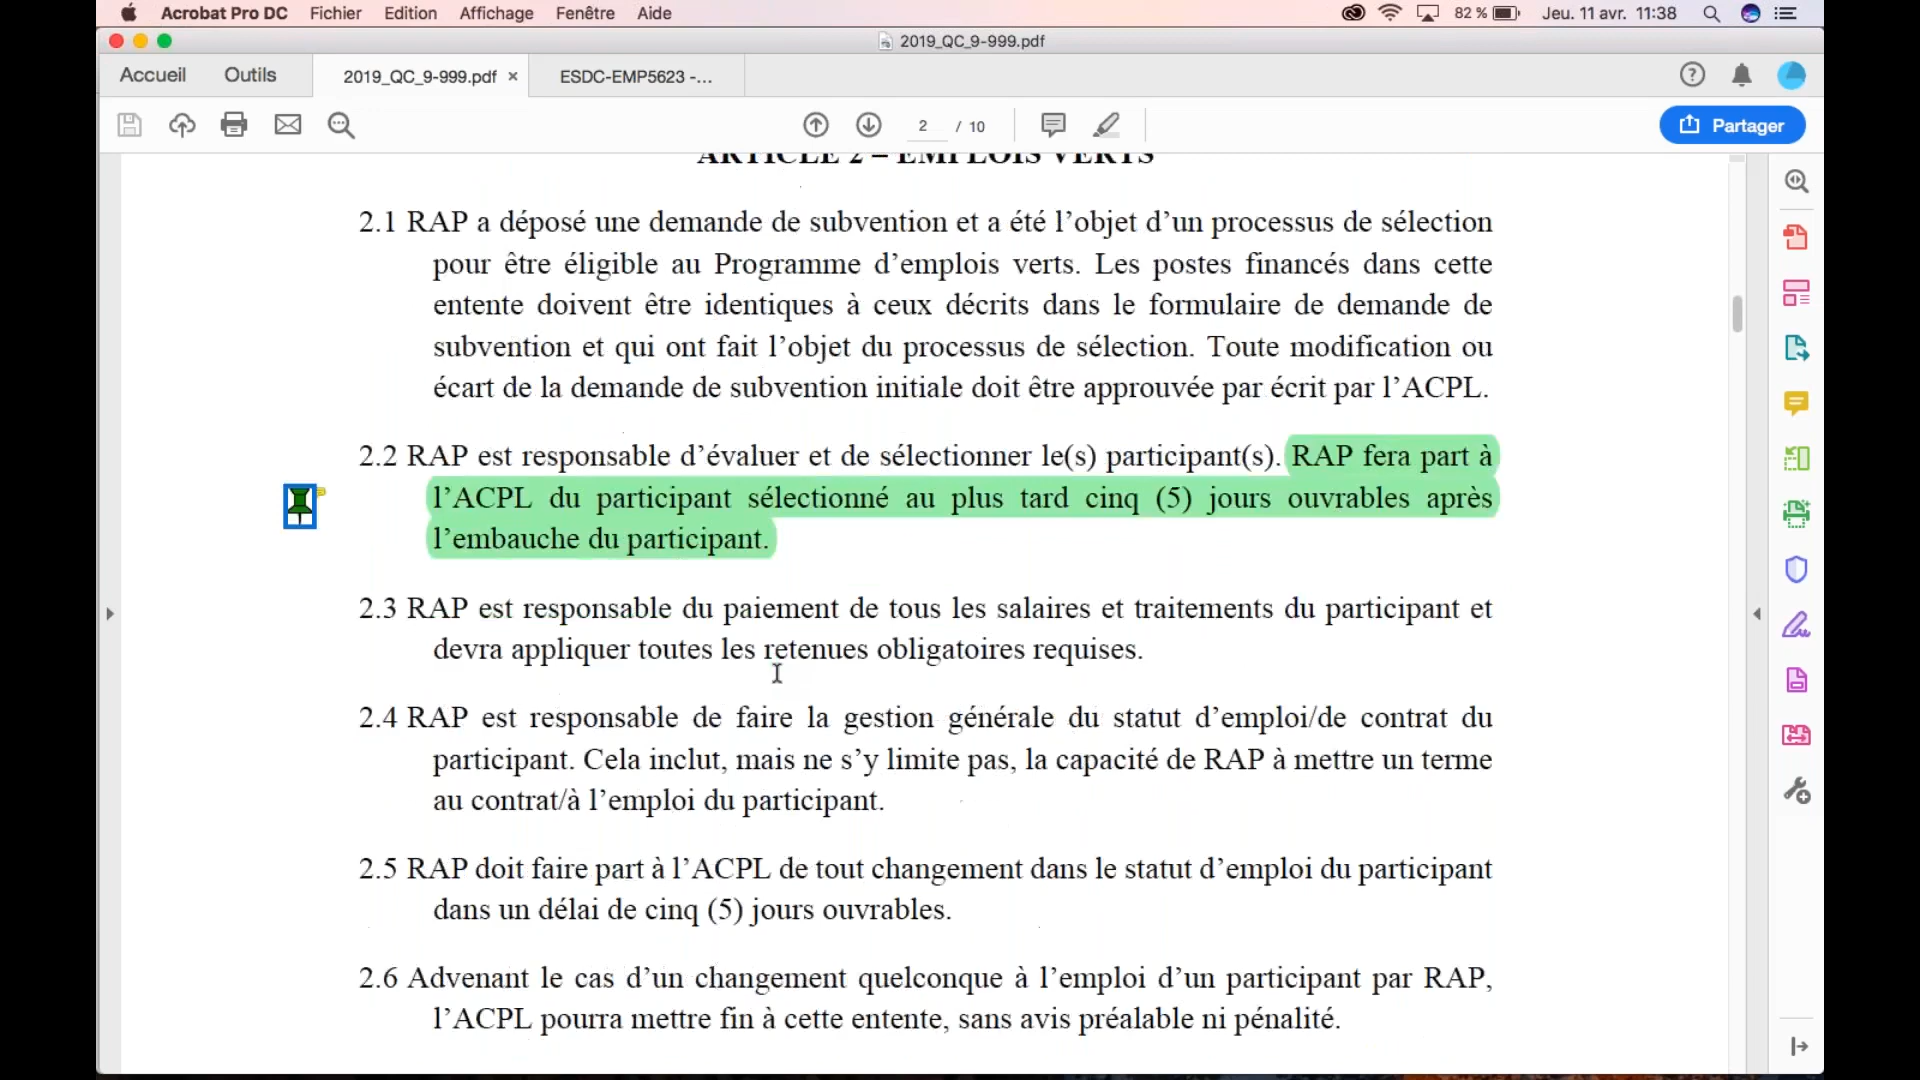 Acrobat Pro DC Fichier Edition Affichage Fenêtre Aide 82 % Jeu. 11 avr. 11:38
2019_QC_9-999.pdf
Accueil Outils 2019_QC_9-999.pdf × ESDC-EMP5623 -...
2 / 10 Partager
ARTICLE 2 – EMPLOIS VERTS
2.1 RAP a déposé une demande de subvention et a été l’objet d’un processus de sélection
pour être éligible au Programme d’emplois verts. Les postes financés dans cette
entente doivent être identiques à ceux décrits dans le formulaire de demande de
subvention et qui ont fait l’objet du processus de sélection. Toute modification ou
écart de la demande de subvention initiale doit être approuvée par écrit par l’ACPL.
2.2 RAP est responsable d’évaluer et de sélectionner le(s) participant(s). RAP fera part à
l’ACPL du participant sélectionné au plus tard cinq (5) jours ouvrables après
l’embauche du participant.
2.3 RAP est responsable du paiement de tous les salaires et traitements du participant et
devra appliquer toutes les retenues obligatoires requises.
2.4 RAP est responsable de faire la gestion générale du statut d’emploi/de contrat du
participant. Cela inclut, mais ne s’y limite pas, la capacité de RAP à mettre un terme
au contrat/à l’emploi du participant.
2.5 RAP doit faire part à l’ACPL de tout changement dans le statut d’emploi du participant
dans un délai de cinq (5) jours ouvrables.
2.6 Advenant le cas d’un changement quelconque à l’emploi d’un participant par RAP,
l’ACPL pourra mettre fin à cette entente, sans avis préalable ni pénalité.